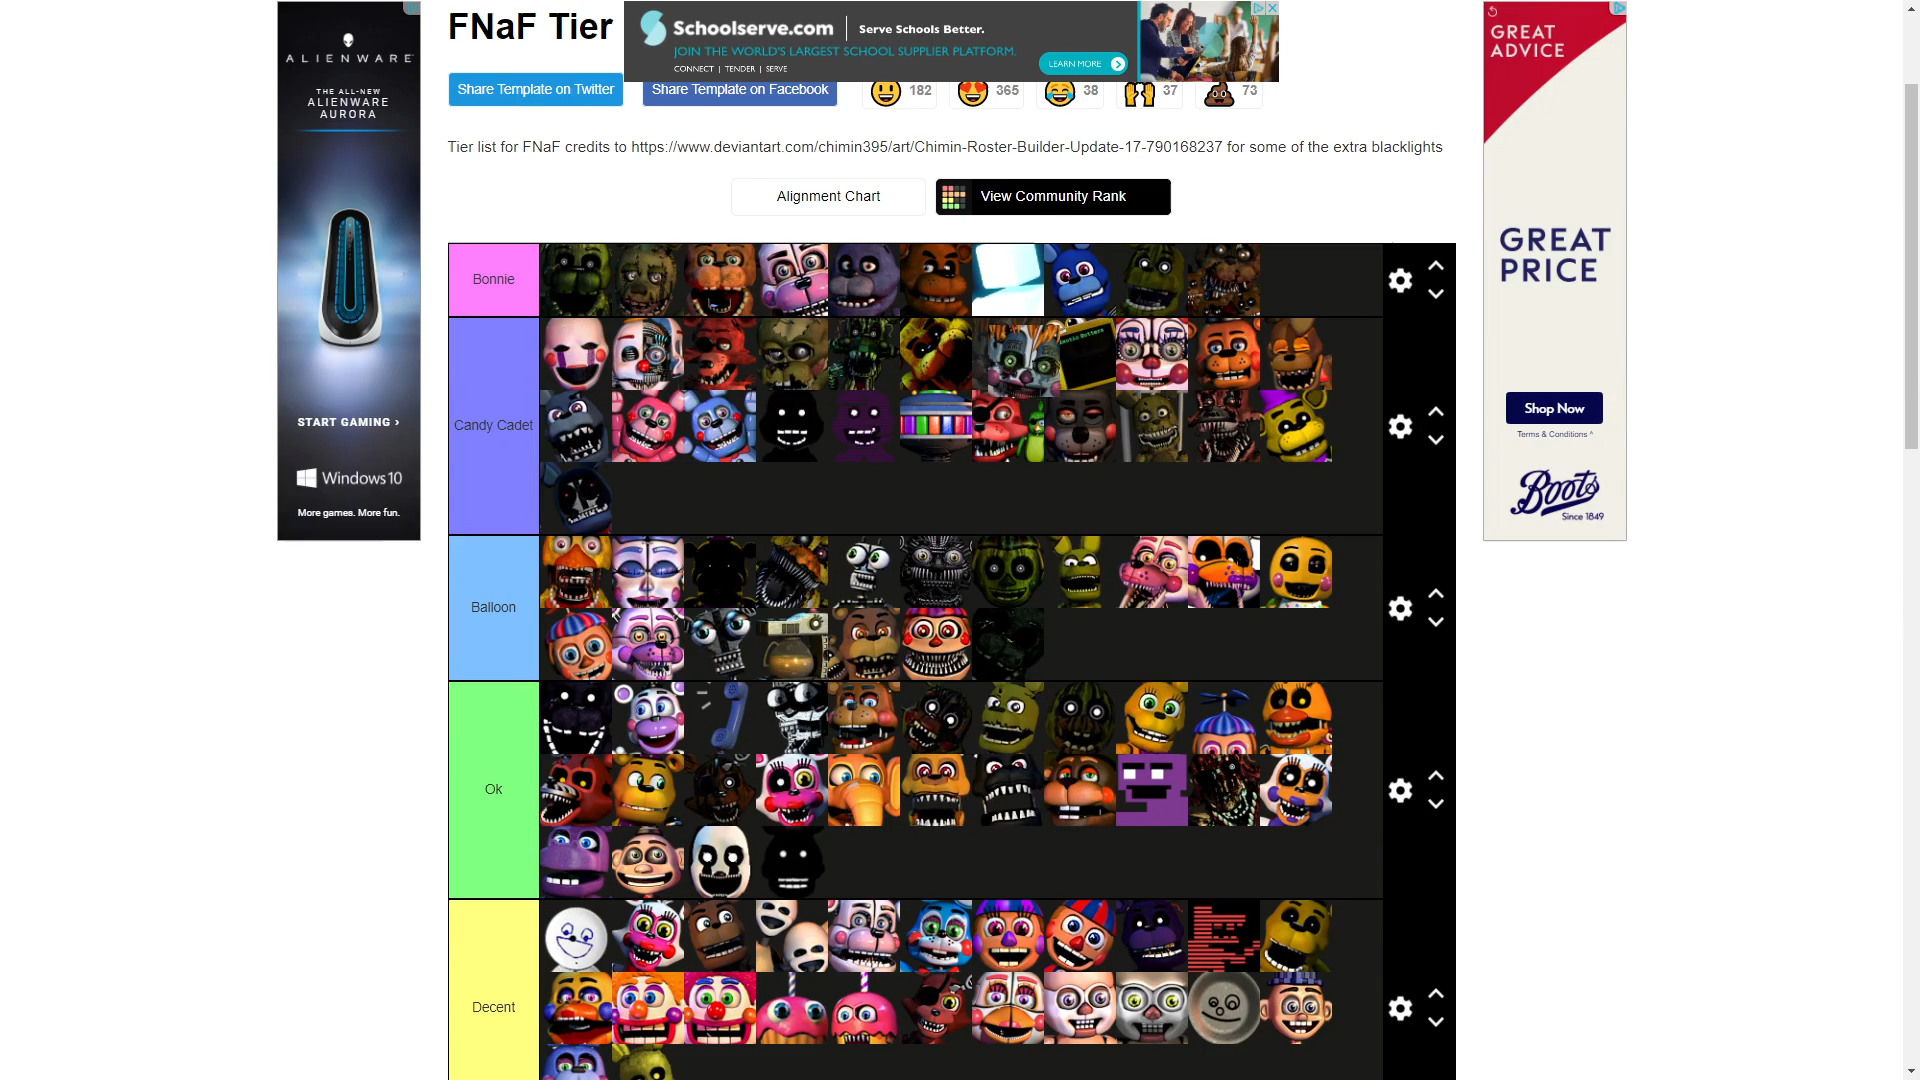 ALIENWARE
THE ALL-NEW
ALIENWARE
AURORA
START GAMING ›
Windows10
More games. More fun.
FNaF Tier
Schoolserve.com
Serve Schools Better.
JOIN THE WORLD'S LARGEST SCHOOL SUPPLIER PLATFORM.
CONNECT | TENDER | SERVE
LEARN MORE
Share Template on Twitter
Share Template on Facebook
182
365
38
37
73
Tier list for FNaF credits to https://www.deviantart.com/chimin395/art/Chimin-Roster-Builder-Update-17-790168237 for some of the extra blacklights
Alignment Chart
View Community Rank
Bonnie
Candy Cadet
Balloon
Ok
Decent
GREAT
ADVICE
GREAT
PRICE
Shop Now
Terms & Conditions ^
Boots
Since 1849